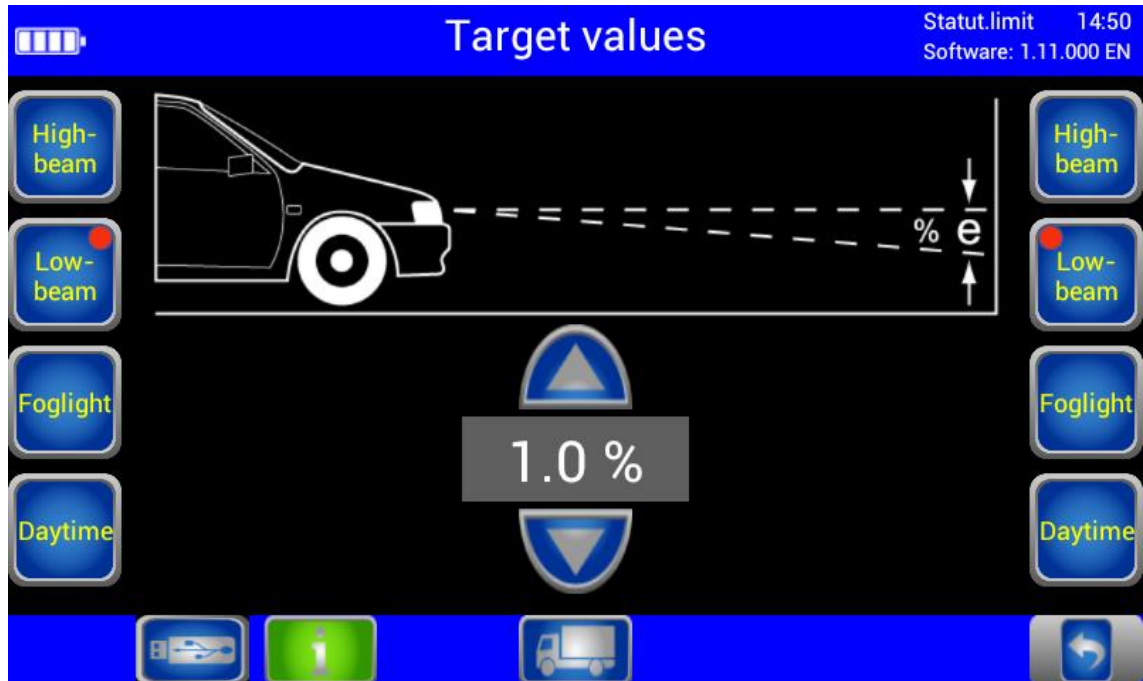 Target values
Statut.limit 14:50
Software: 1.11.000 EN
High-
beam
High-
beam
% e
Low-
beam
Low-
beam
Foglight
Foglight
1.0 %
Daytime
Daytime
i